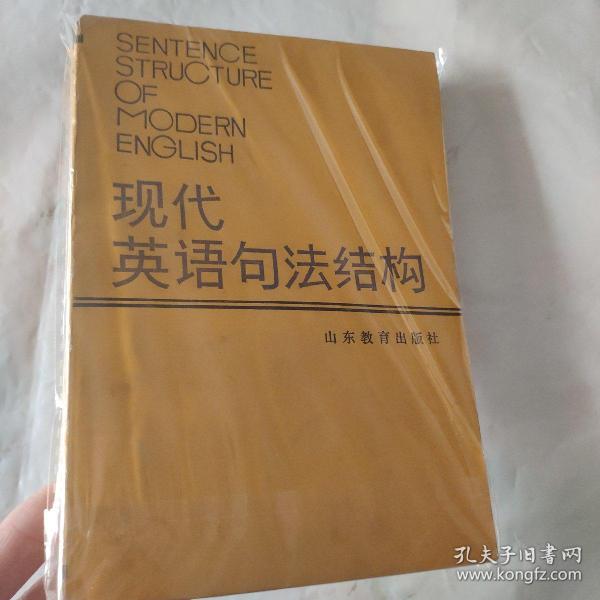 SENTENCE
STRUCTURE
OF
MODERN
ENGLISH
现代
英语句法结构
山东教育出版社
孔夫子旧書网
www.kongfz.com